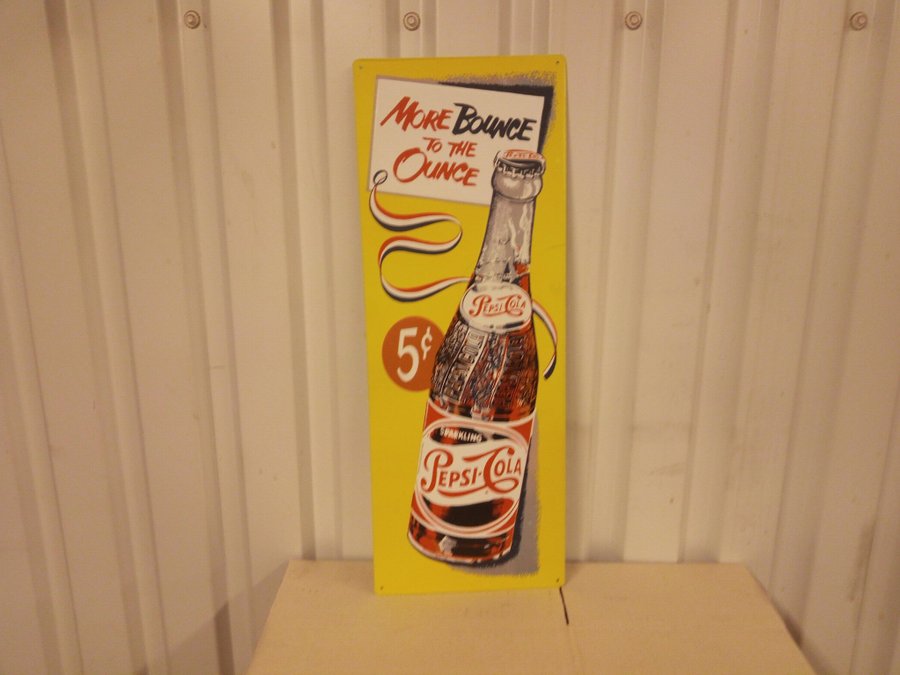 MORE BOUNCE
TO THE
OUNCE
PEPSI-COLA
5¢
SPARKLING
PEPSI-COLA